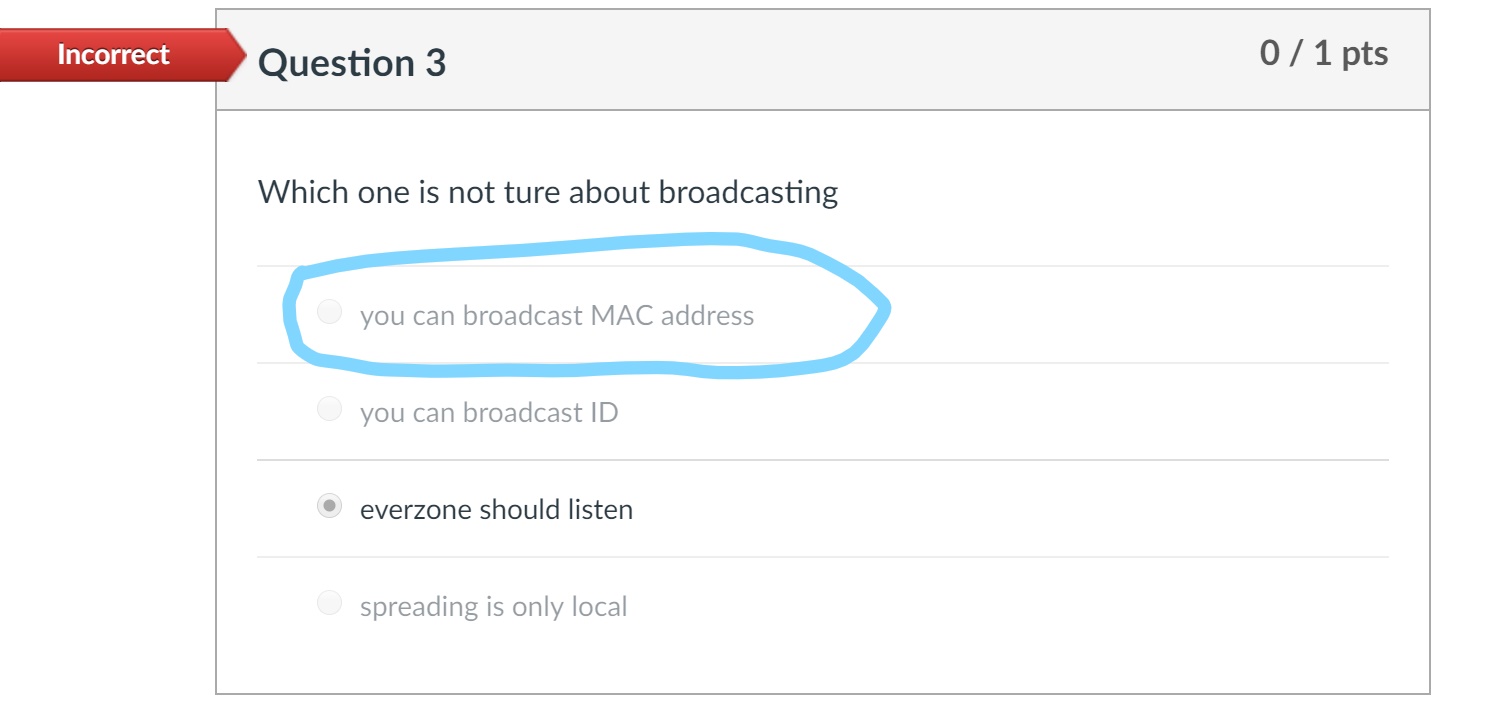 Incorrect
Question 3
0 / 1 pts
Which one is not ture about broadcasting
you can broadcast MAC address
you can broadcast ID
everzone should listen
spreading is only local